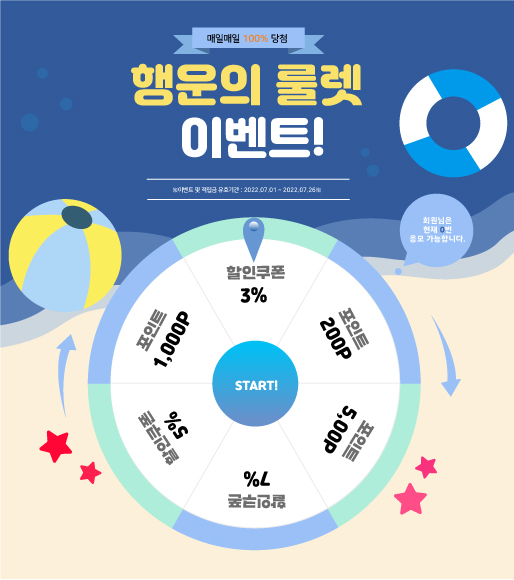 매일매일 100% 당첨
행운의 룰렛
이벤트!
※이벤트 및 적립금 유효기간 : 2022.07.01 ~ 2022.07.26※
회원님은
현재 0번
응모 가능합니다.
할인쿠폰
3%
포인트
200P
포인트
5,00P
할인쿠폰
7%
할인쿠폰
5%
포인트
1,000P
START!